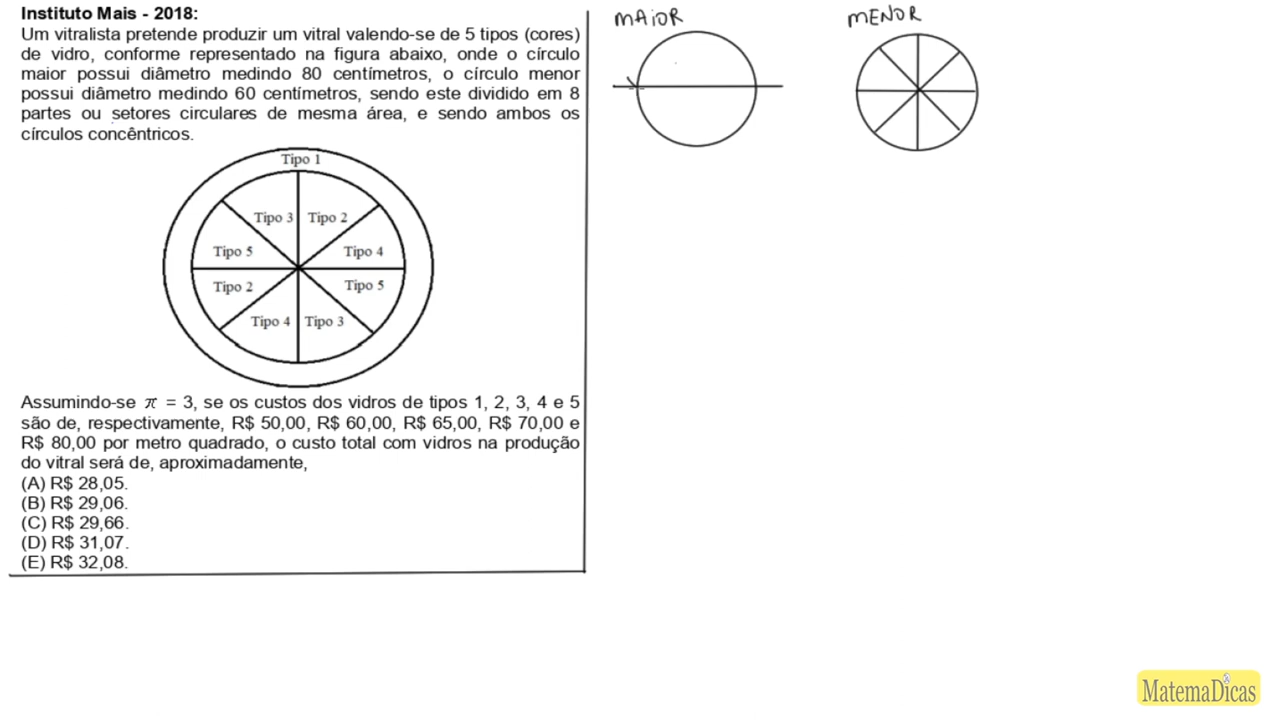 Instituto Mais - 2018:
Um vitralista pretende produzir um vitral valendo-se de 5 tipos (cores)
de vidro, conforme representado na figura abaixo, onde o círculo
maior possui diâmetro medindo 80 centímetros, o círculo menor
possui diâmetro medindo 60 centímetros, sendo este dividido em 8
partes ou setores circulares de mesma área, e sendo ambos os
círculos concêntricos.
Tipo 1
Tipo 3 Tipo 2
Tipo 5 Tipo 4
Tipo 2 Tipo 5
Tipo 4 Tipo 3
Assumindo-se π = 3, se os custos dos vidros de tipos 1, 2, 3, 4 e 5
são de, respectivamente, R$ 50,00, R$ 60,00, R$ 65,00, R$ 70,00 e
R$ 80,00 por metro quadrado, o custo total com vidros na produção
do vitral será de, aproximadamente,
(A) R$ 28,05.
(B) R$ 29,06.
(C) R$ 29,66.
(D) R$ 31,07.
(E) R$ 32,08.
MAIOR
MENOR
MatemaDicas